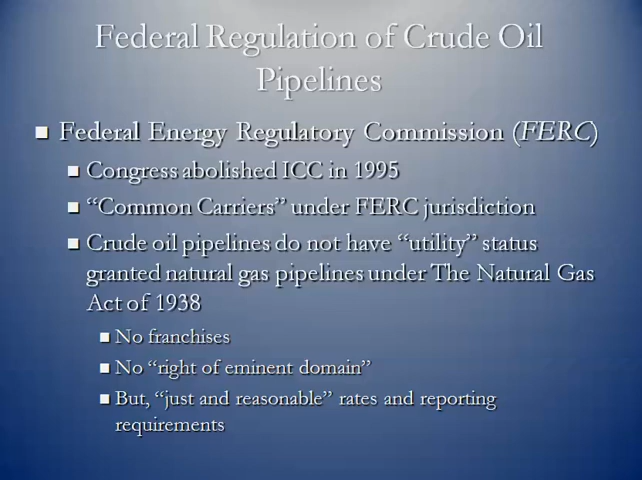 Federal Regulation of Crude Oil
Pipelines
Federal Energy Regulatory Commission (FERC)
Congress abolished ICC in 1995
“Common Carriers” under FERC jurisdiction
Crude oil pipelines do not have “utility” status
granted natural gas pipelines under The Natural Gas
Act of 1938
No franchises
No “right of eminent domain”
But, “just and reasonable” rates and reporting
requirements